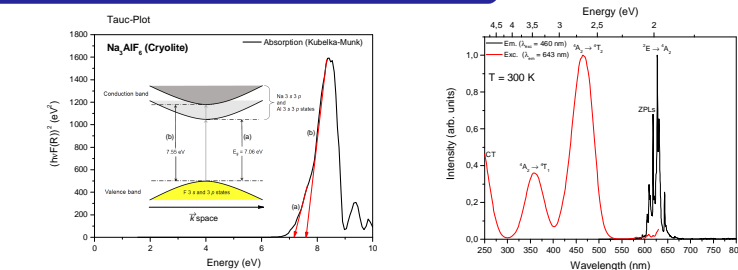 Tauc-Plot
Na3AlF6 (Cryolite)
Absorption (Kubelka-Munk)
(hνF(R))² (eV²)
1800
1600
1400
1200
1000
800
600
400
200
0
0 2 4 6 8 10
Energy (eV)
Conduction band
Na 3 s 3 p
and
Al 3 s 3 p states
(b)
(a)
7.55 eV
Eg = 7.06 eV
Valence band
F 3 s and 3 p states
k space
(b)
(a)
Energy (eV)
4,5 4 3,5 3 2,5 2
Em. (λexc = 460 nm)
Exc. (λem = 643 nm)
⁴A₂ → ⁴T₂
²E → ⁴A₂
T = 300 K
ZPLs
CT
⁴A₂ → ⁴T₁
Intensity (arb. units)
1,0
0,8
0,6
0,4
0,2
0,0
250 300 350 400 450 500 550 600 650 700 750 800
Wavelength (nm)